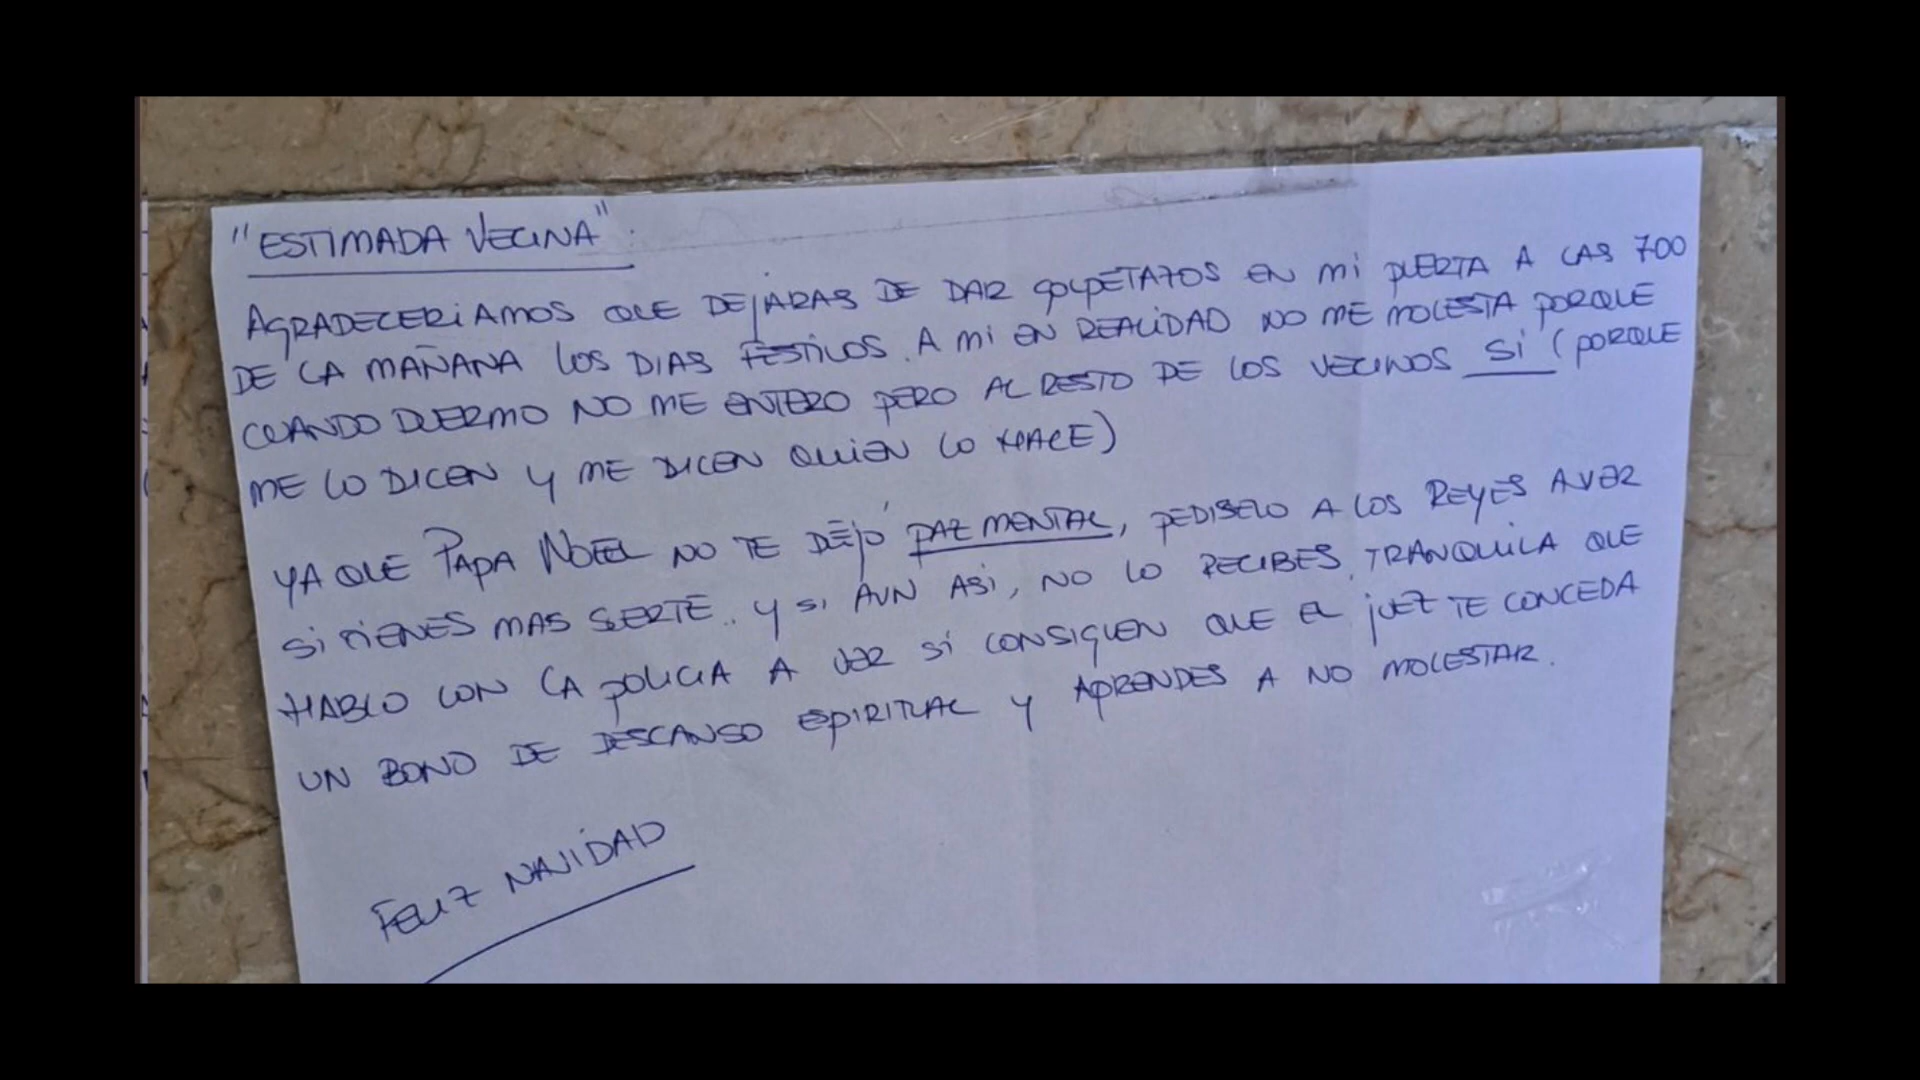 "ESTIMADA VECINA":
AGRADECERIAMOS QUE DEJARAS DE DAR GOLPETAZOS EN MI PUERTA A LAS 700
DE LA MAÑANA LOS DIAS FESTIVOS. A MI EN REALIDAD NO ME MOLESTA PORQUE
CUANDO DUERMO NO ME ENTERO PERO AL RESTO DE LOS VECINOS SI (PORQUE
ME LO DICEN Y ME DICEN QUIEN LO HACE)
YA QUE PAPA NOEL NO TE DEJÓ PAZ MENTAL, PEDISELO A LOS REYES A VER
SI TIENES MAS SUERTE.. Y SI AUN ASI, NO LO RECIBES, TRANQUILA QUE
HABLO CON LA POLICIA A VER SI CONSIGUEN QUE EL JUEZ TE CONCEDA
UN BONO DE DESCANSO ESPIRITUAL Y APRENDES A NO MOLESTAR.
FELIZ NAVIDAD